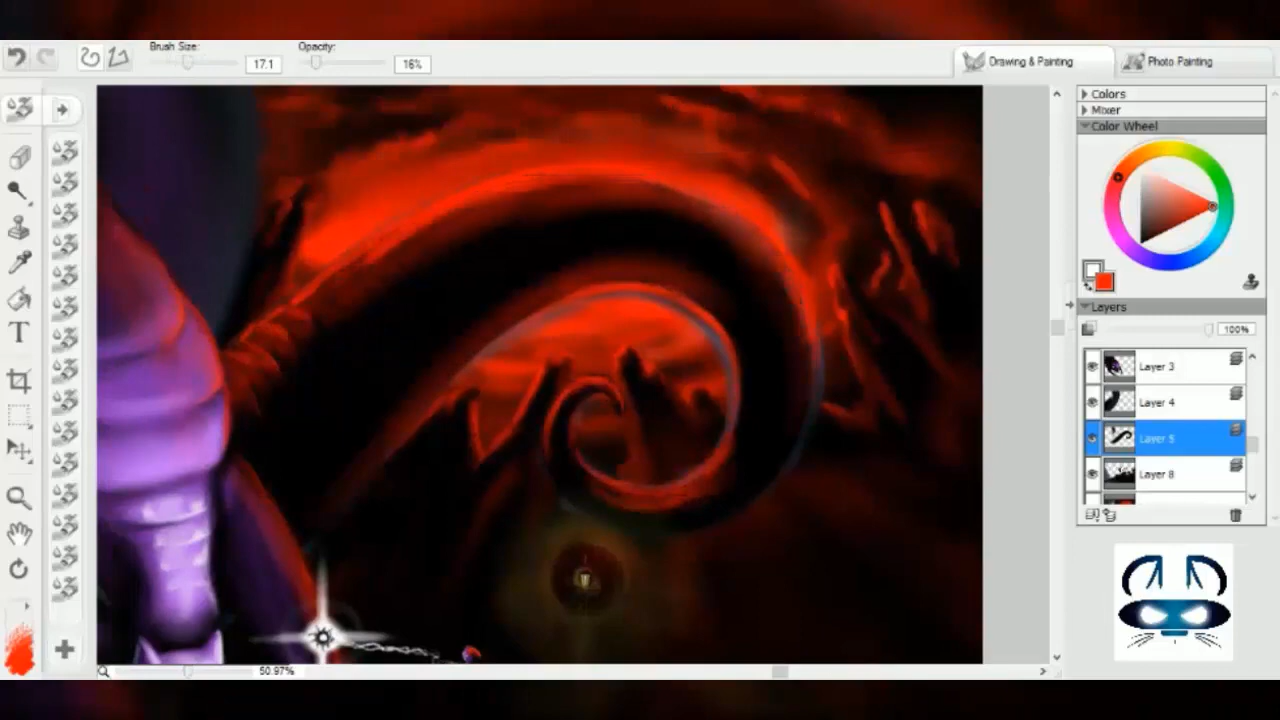 Brush Size: 17.1 Opacity: 16%
Drawing & Painting
Photo Painting
Colors
Mixer
Color Wheel
T
Layers
100%
Layer 3
Layer 4
Layer 5
Layer 8
50.97%